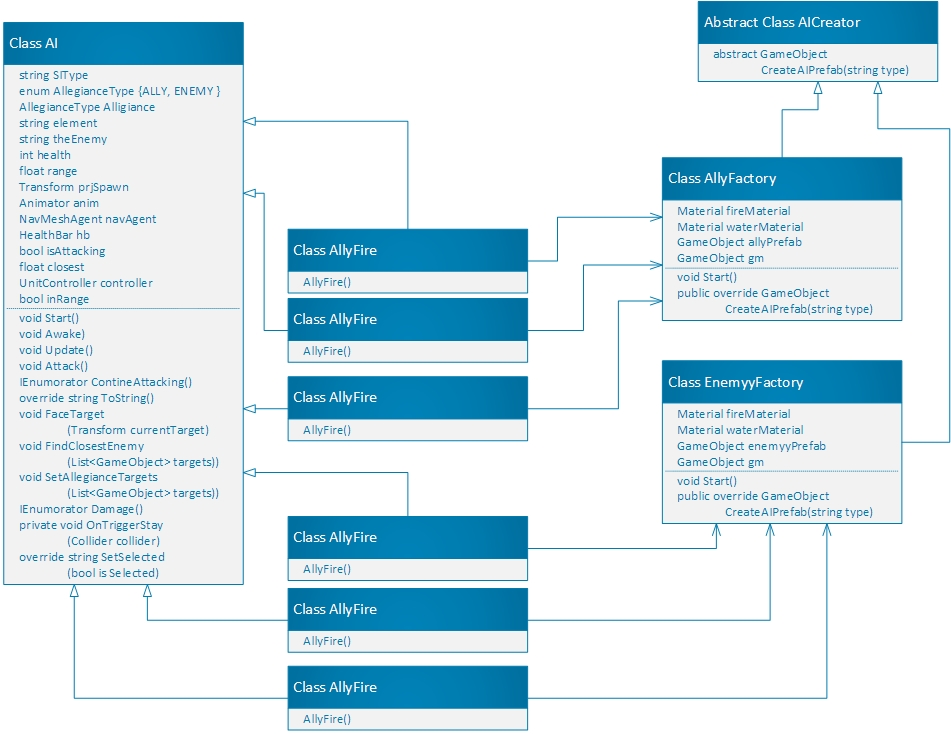 Class AI
string SIType
enum AllegianceType {ALLY, ENEMY }
AllegianceType Alligiance
string element
string theEnemy
int health
float range
Transform prjSpawn
Animator anim
NavMeshAgent navAgent
HealthBar hb
bool isAttacking
float closest
UnitController controller
bool inRange
void Start()
void Awake)
void Update()
void Attack()
IEnumorator ContineAttacking()
override string ToString()
void FaceTarget
(Transform currentTarget)
void FindClosestEnemy
(List<GameObject> targets))
void SetAllegianceTargets
(List<GameObject> targets))
IEnumorator Damage()
private void OnTriggerStay
(Collider collider)
override string SetSelected
(bool is Selected)
Class AllyFire
AllyFire()
Class AllyFire
AllyFire()
Class AllyFire
AllyFire()
Class AllyFire
AllyFire()
Class AllyFire
AllyFire()
Class AllyFire
AllyFire()
Abstract Class AICreator
abstract GameObject
CreateAIPrefab(string type)
Class AllyFactory
Material fireMaterial
Material waterMaterial
GameObject allyPrefab
GameObject gm
void Start()
public override GameObject
CreateAIPrefab(string type)
Class EnemyyFactory
Material fireMaterial
Material waterMaterial
GameObject enemyyPrefab
GameObject gm
void Start()
public override GameObject
CreateAIPrefab(string type)